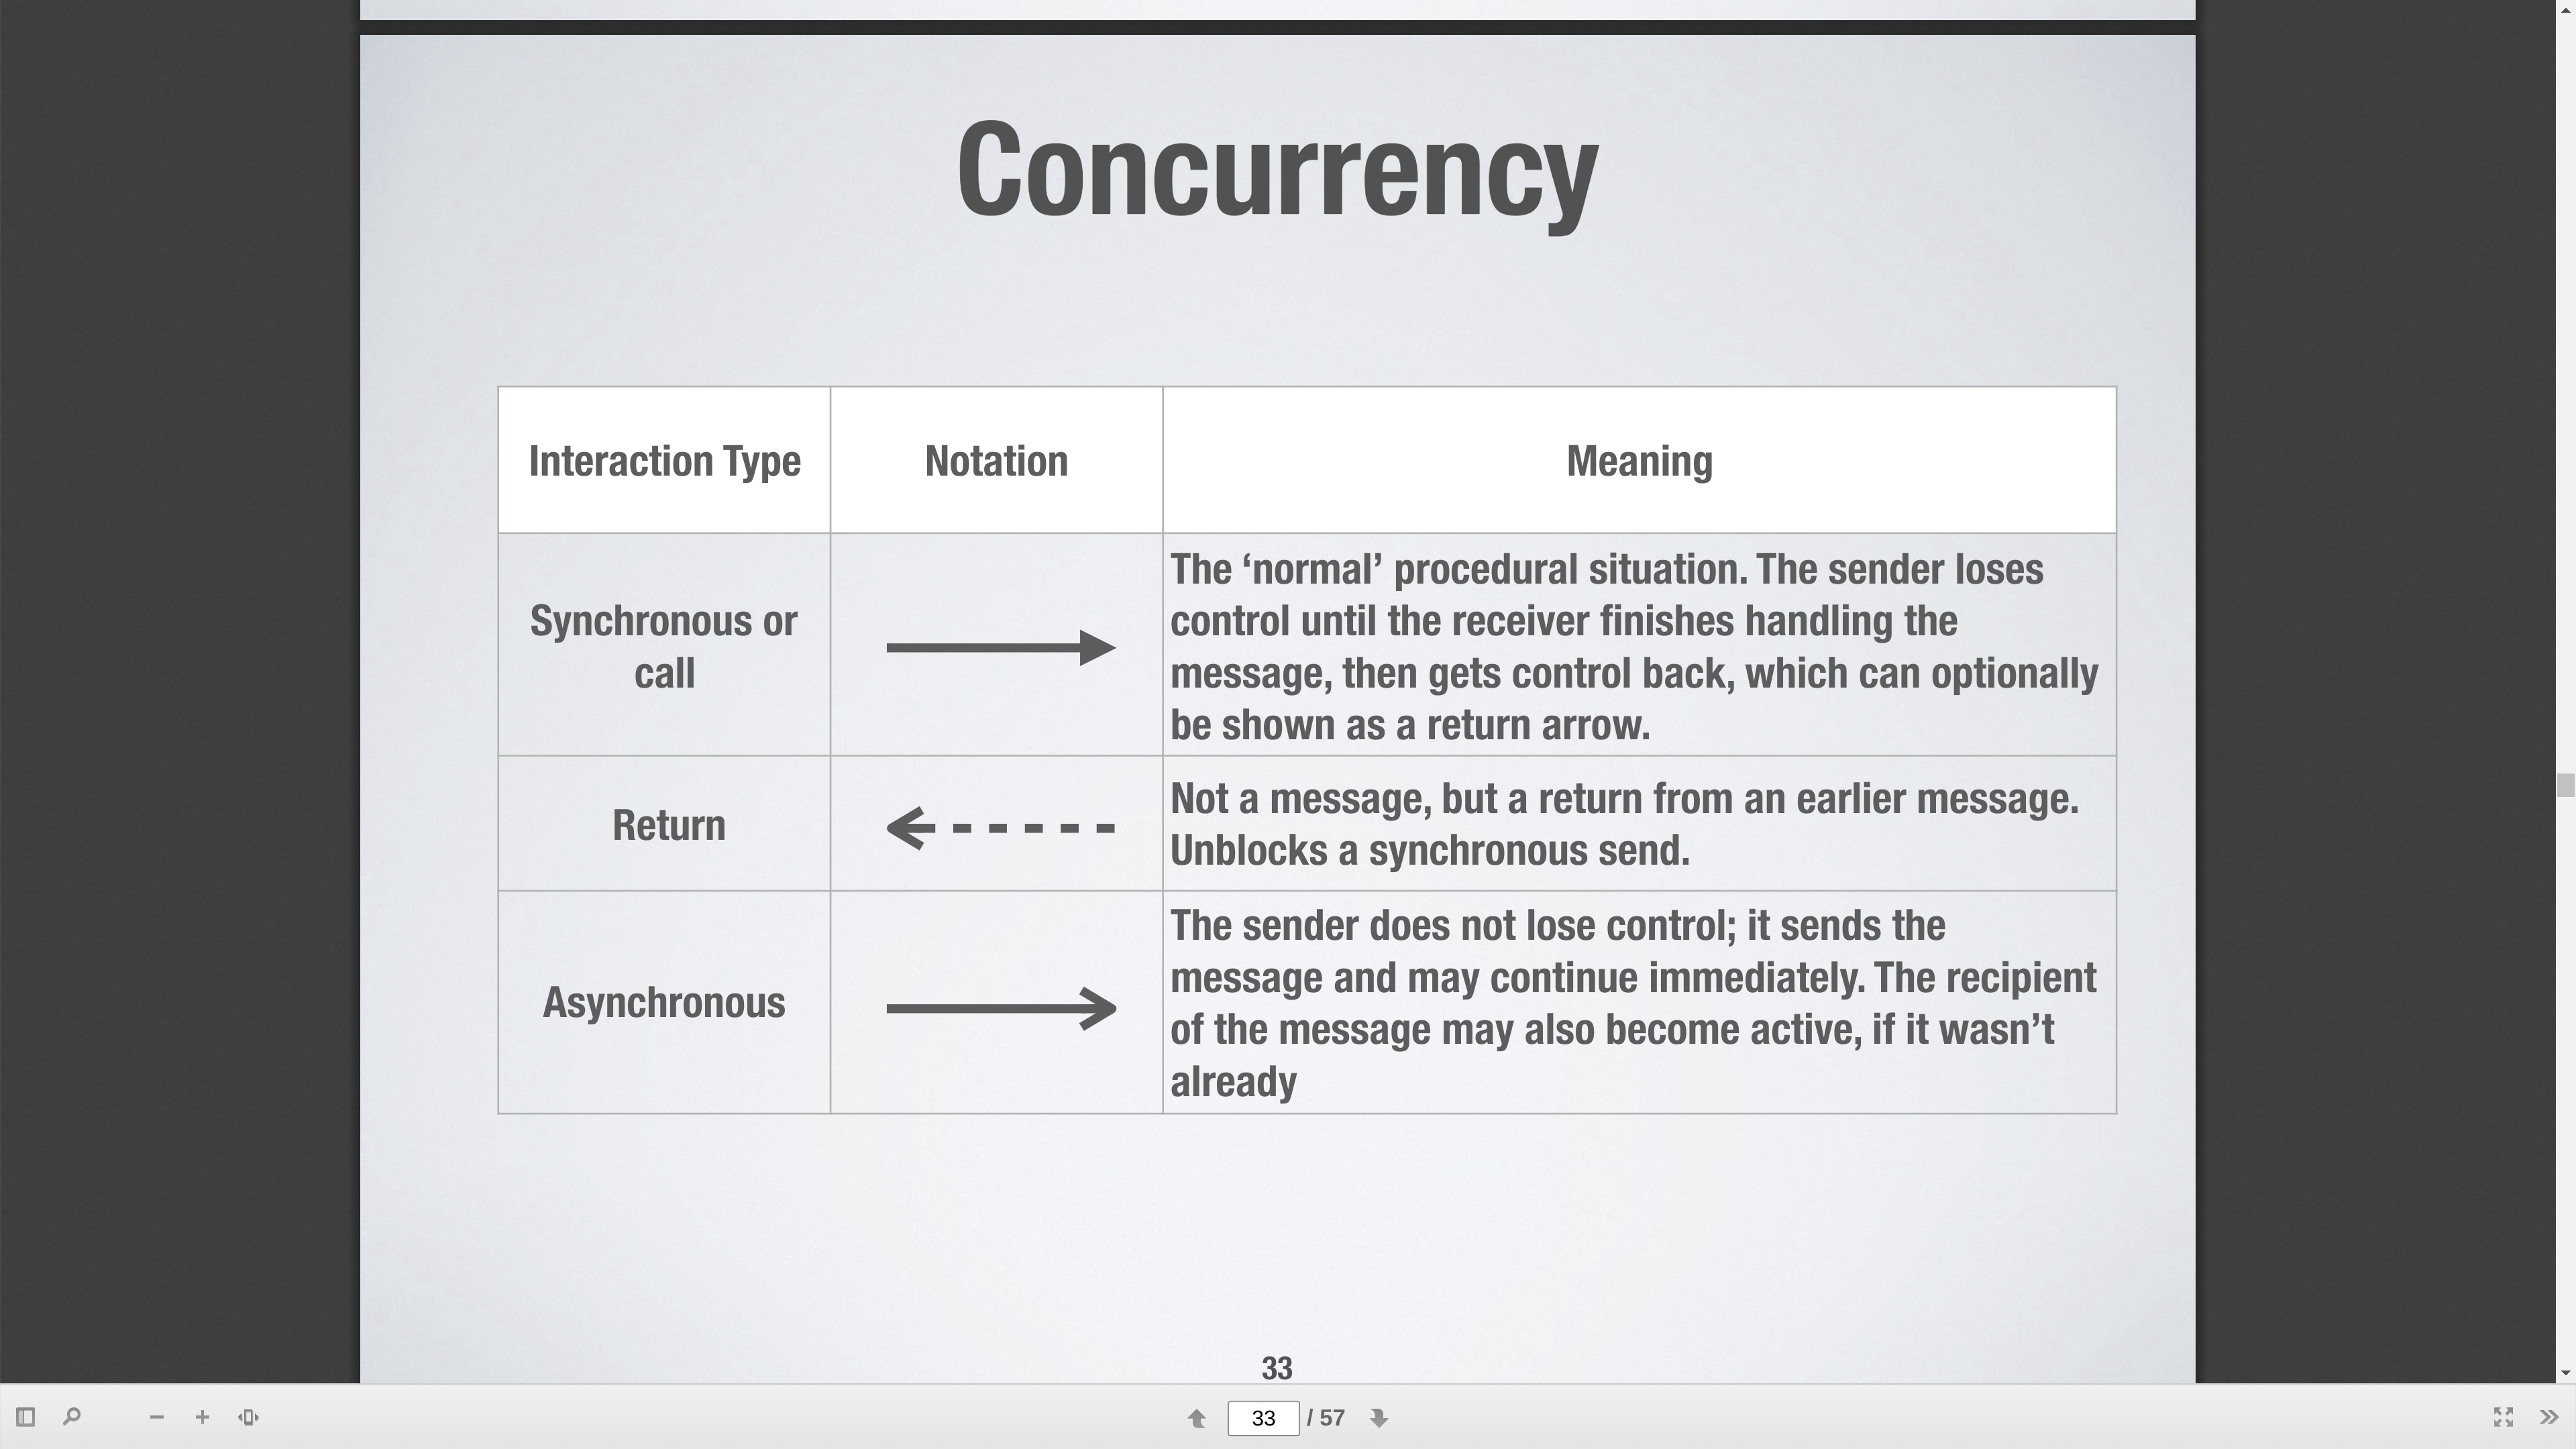 Concurrency
Interaction Type
Notation
Meaning
Synchronous or
call
The ‘normal’ procedural situation. The sender loses
control until the receiver finishes handling the
message, then gets control back, which can optionally
be shown as a return arrow.
Return
Not a message, but a return from an earlier message.
Unblocks a synchronous send.
Asynchronous
The sender does not lose control; it sends the
message and may continue immediately. The recipient
of the message may also become active, if it wasn’t
already
33
33 / 57